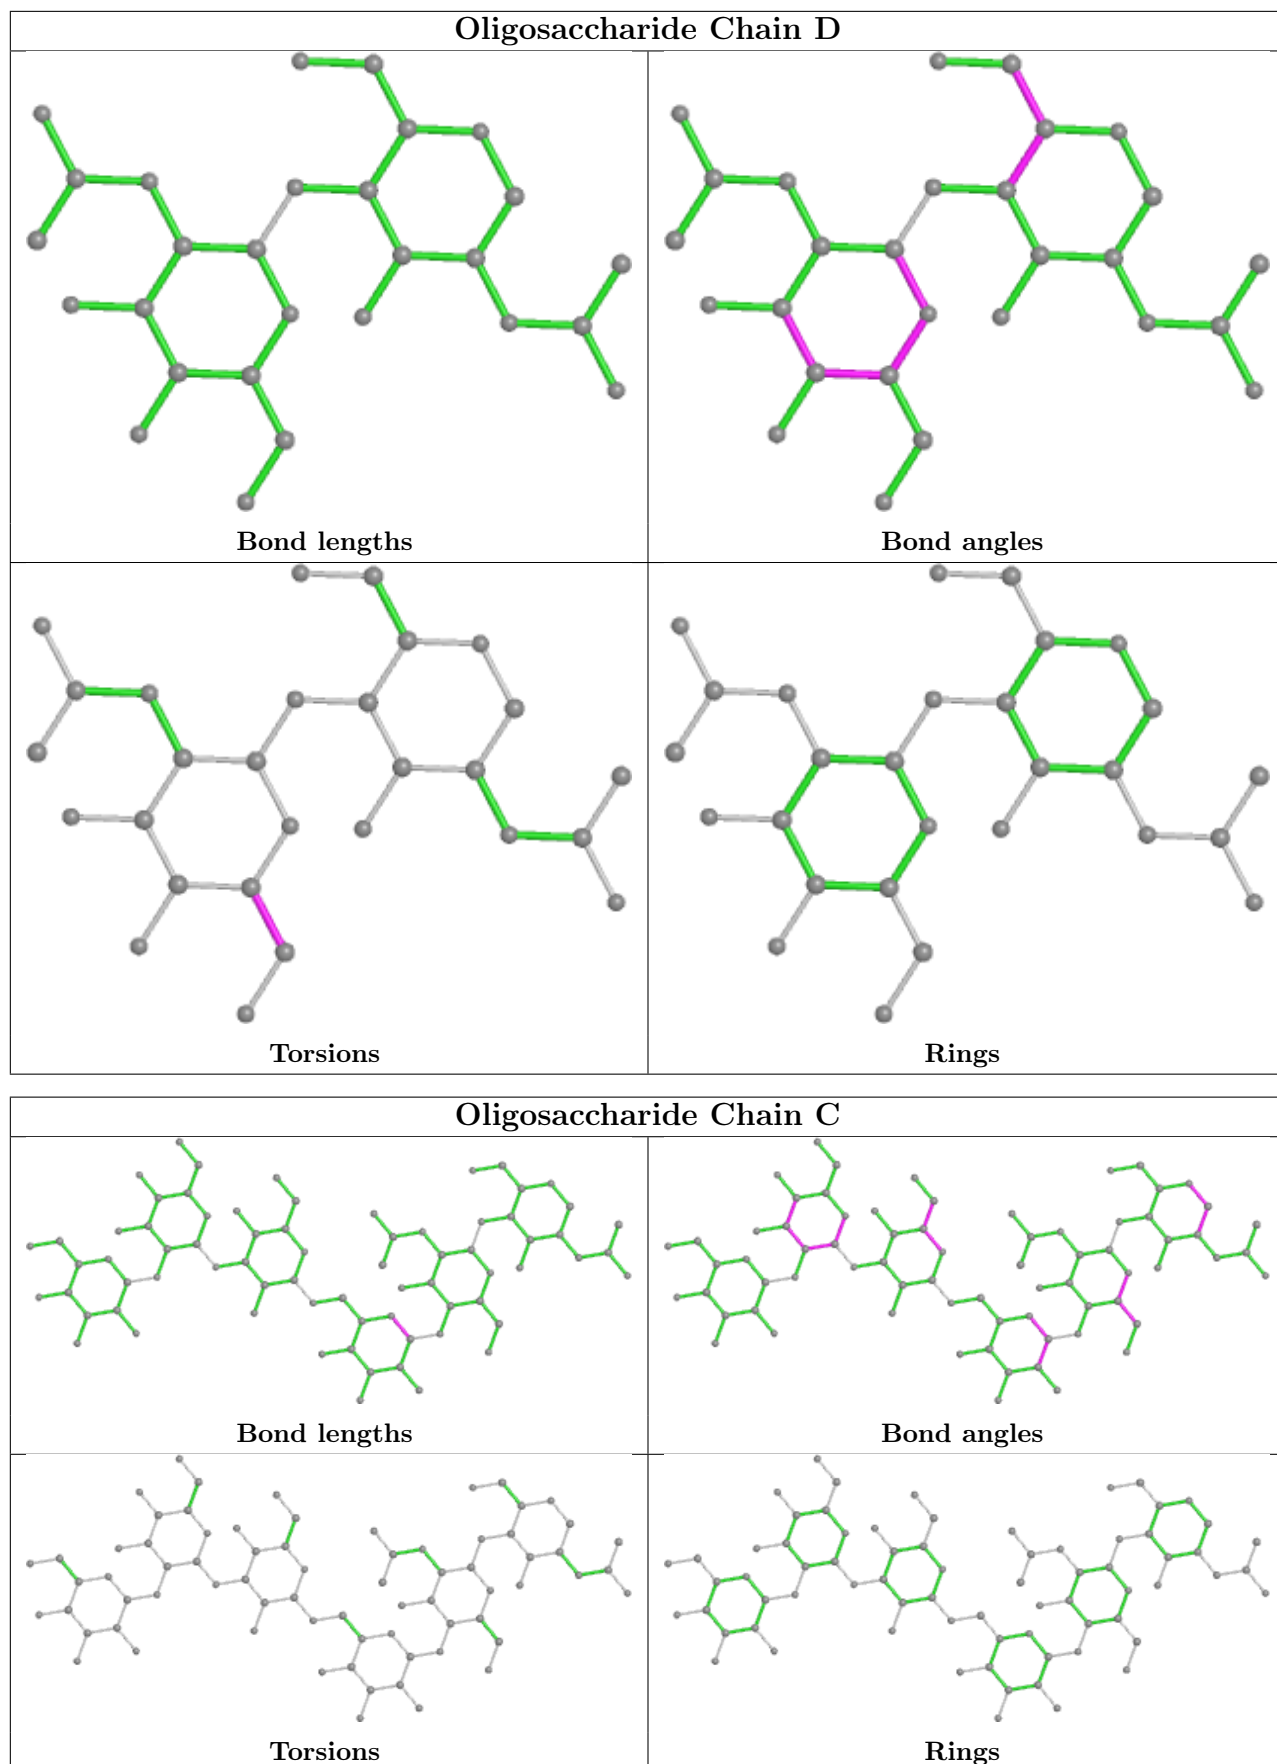 Oligosaccharide Chain D
Bond lengths
Bond angles
Torsions
Rings
Oligosaccharide Chain C
Bond lengths
Bond angles
Torsions
Rings